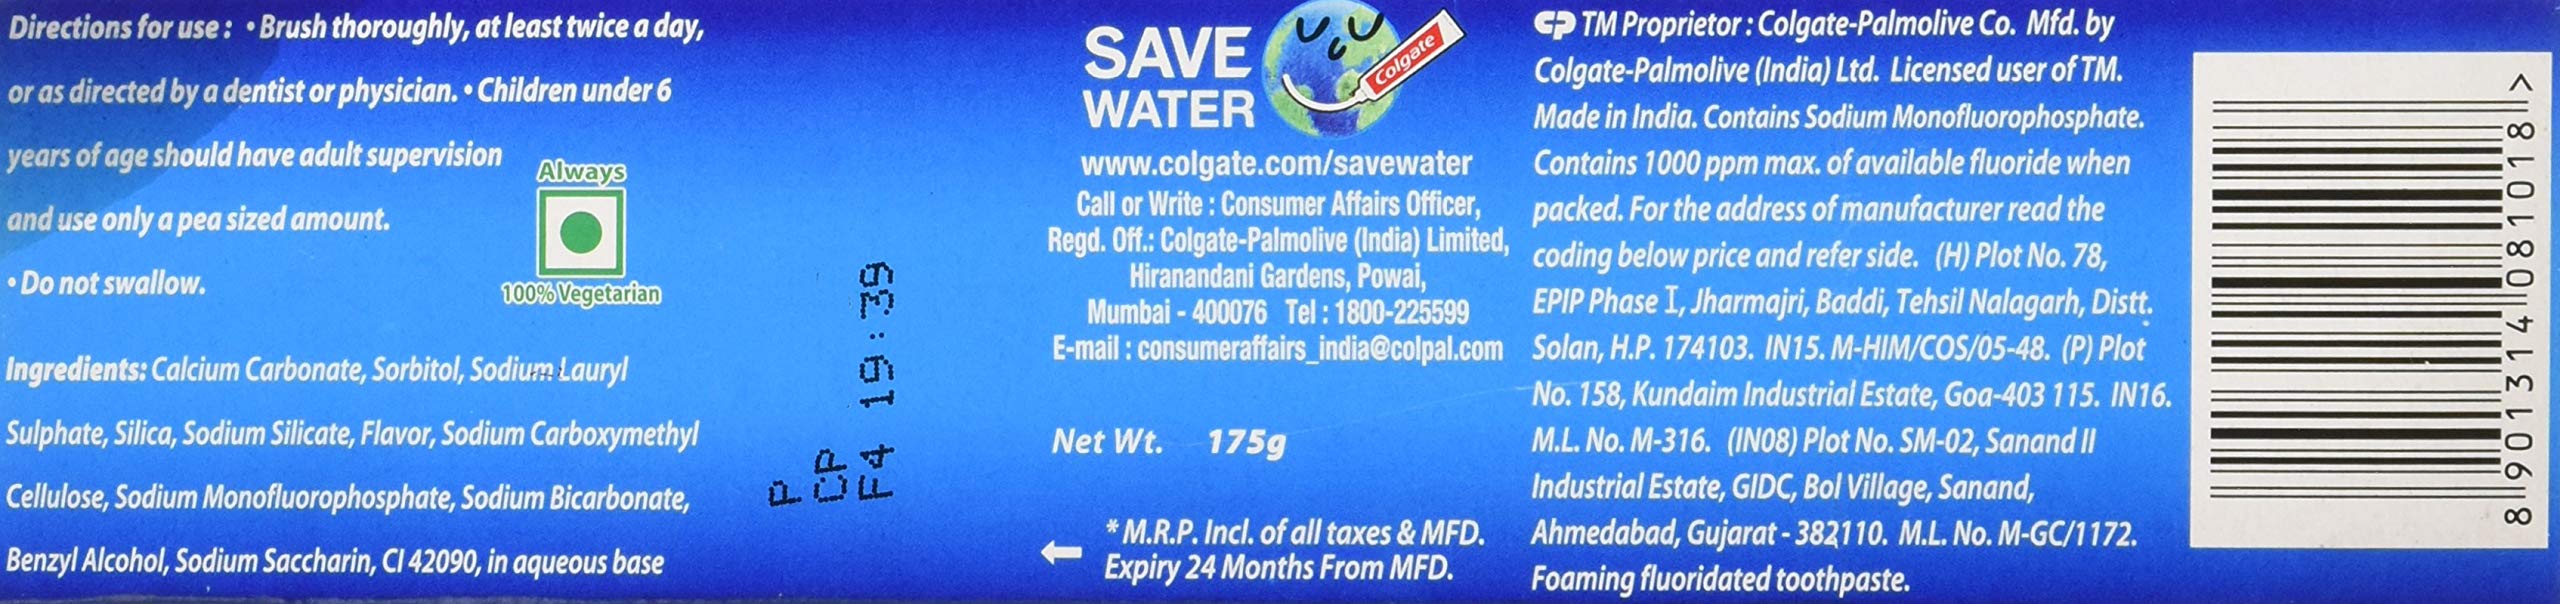 Directions for use : • Brush thoroughly, at least twice a day,
or as directed by a dentist or physician. • Children under 6
years of age should have adult supervision
and use only a pea sized amount.
• Do not swallow.
Always
100% Vegetarian
Ingredients: Calcium Carbonate, Sorbitol, Sodium Lauryl
Sulphate, Silica, Sodium Silicate, Flavor, Sodium Carboxymethyl
Cellulose, Sodium Monofluorophosphate, Sodium Bicarbonate,
Benzyl Alcohol, Sodium Saccharin, CI 42090, in aqueous base
P
CP
F4 19:39
SAVE
WATER
Colgate
www.colgate.com/savewater
Call or Write : Consumer Affairs Officer,
Regd. Off.: Colgate-Palmolive (India) Limited,
Hiranandani Gardens, Powai,
Mumbai - 400076 Tel : 1800-225599
E-mail : consumeraffairs_india@colpal.com
Net Wt. 175g
* M.R.P. Incl. of all taxes & MFD.
Expiry 24 Months From MFD.
CP TM Proprietor : Colgate-Palmolive Co. Mfd. by
Colgate-Palmolive (India) Ltd. Licensed user of TM.
Made in India. Contains Sodium Monofluorophosphate.
Contains 1000 ppm max. of available fluoride when
packed. For the address of manufacturer read the
coding below price and refer side. (H) Plot No. 78,
EPIP Phase I, Jharmajri, Baddi, Tehsil Nalagarh, Distt.
Solan, H.P. 174103. IN15. M-HIM/COS/05-48. (P) Plot
No. 158, Kundaim Industrial Estate, Goa-403 115. IN16.
M.L. No. M-316. (IN08) Plot No. SM-02, Sanand II
Industrial Estate, GIDC, Bol Village, Sanand,
Ahmedabad, Gujarat - 382110. M.L. No. M-GC/1172.
Foaming fluoridated toothpaste.
8 901314 081018 >